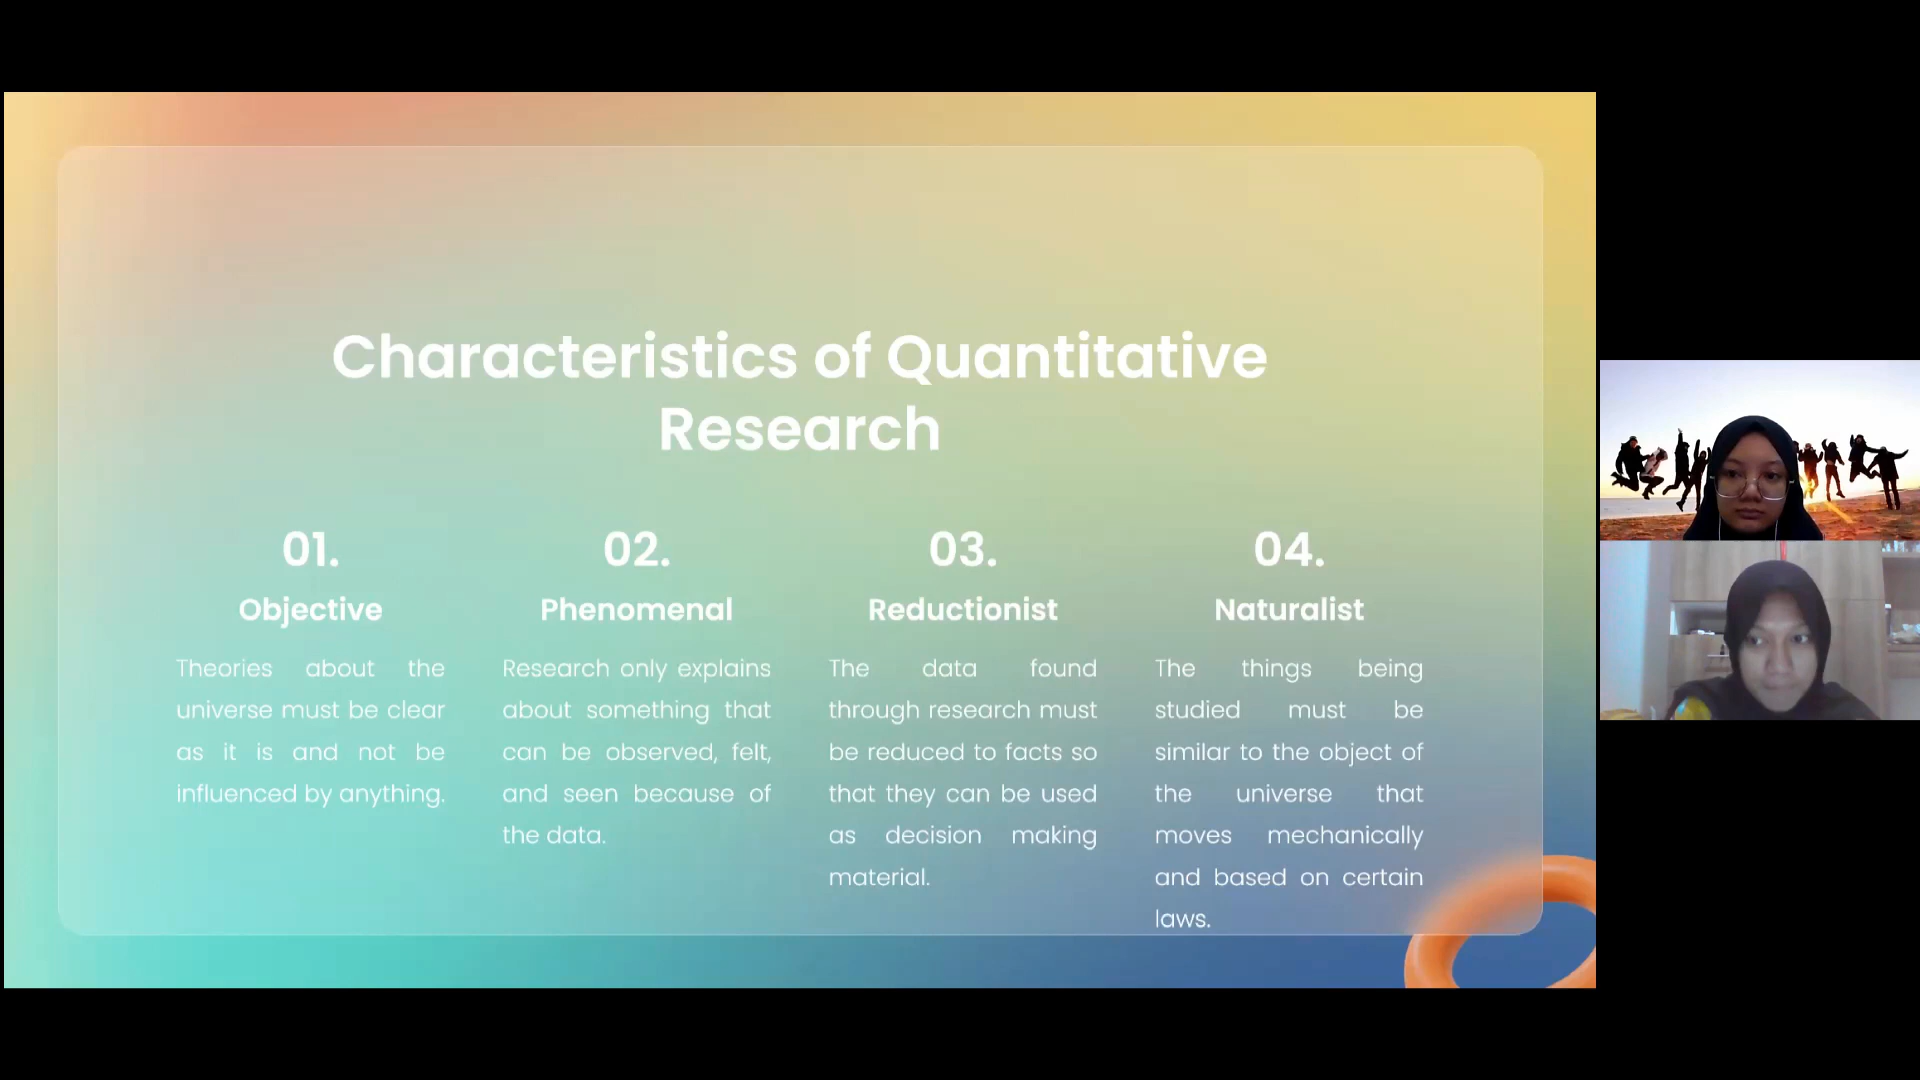 Characteristics of Quantitative
Research
01.
Objective
Theories about the
universe must be clear
as it is and not be
influenced by anything.
02.
Phenomenal
Research only explains
about something that
can be observed, felt,
and seen because of
the data.
03.
Reductionist
The data found
through research must
be reduced to facts so
that they can be used
as decision making
material.
04.
Naturalist
The things being
studied must be
similar to the object of
the universe that
moves mechanically
and based on certain
laws.